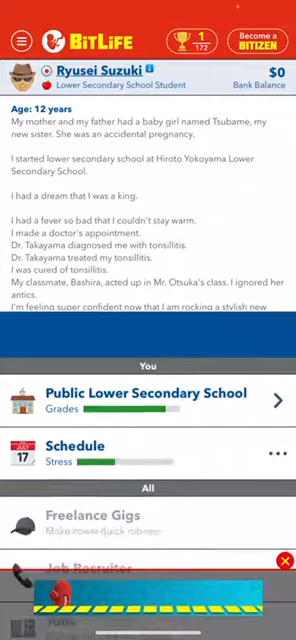 BitLife
1
172
Become a
BITIZEN
Ryusei Suzuki
Lower Secondary School Student
$0
Bank Balance
Age: 12 years
My mother and my father had a baby girl named Tsubame, my
new sister. She was an accidental pregnancy.
I started lower secondary school at Hiroto Yokoyama Lower
Secondary School.
I had a dream that I was a king.
I had a fever so bad that I couldn't stay warm.
I made a doctor's appointment.
Dr. Takayama diagnosed me with tonsillitis.
Dr. Takayama treated my tonsillitis.
I was cured of tonsillitis.
My classmate, Bashira, acted up in Mr. Otsuka's class. I ignored her
antics.
I'm feeling super confident now that I am rocking a stylish new
You
Public Lower Secondary School
Grades
JULY
17
Schedule
Stress
All
Freelance Gigs
Job Recruiter